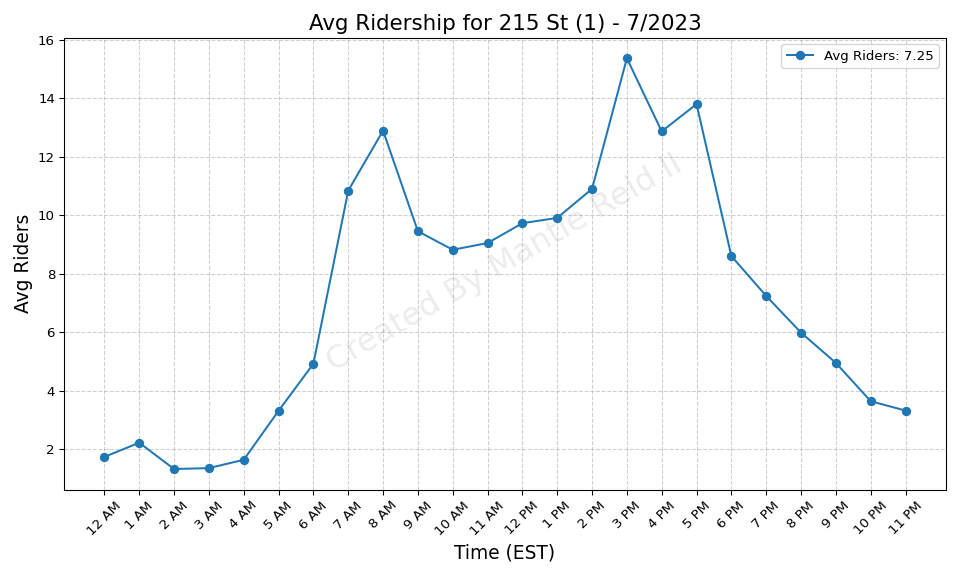 Avg Ridership for 215 St (1) - 7/2023
Avg Riders: 7.25
16
14
12
10
8
6
4
2
Avg Riders
Created By Mantle Reid II
12 AM 1 AM 2 AM 3 AM 4 AM 5 AM 6 AM 7 AM 8 AM 9 AM 10 AM 11 AM 12 PM 1 PM 2 PM 3 PM 4 PM 5 PM 6 PM 7 PM 8 PM 9 PM 10 PM 11 PM
Time (EST)